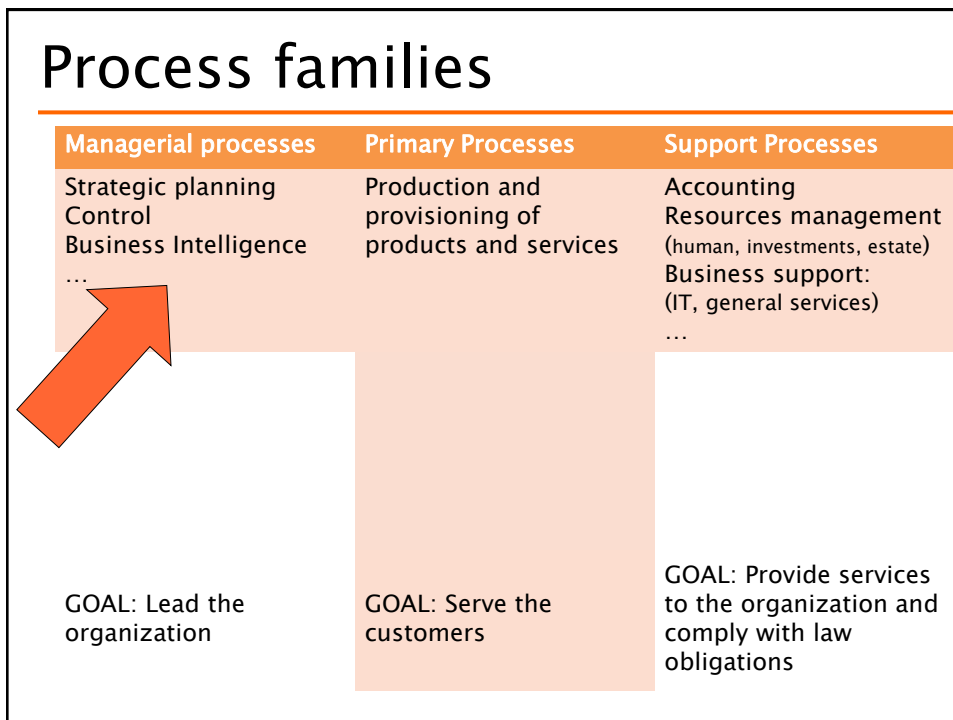 Process families
Managerial processes
Strategic planning
Control
Business Intelligence
…
GOAL: Lead the
organization
Primary Processes
Production and
provisioning of
products and services
GOAL: Serve the
customers
Support Processes
Accounting
Resources management
(human, investments, estate)
Business support:
(IT, general services)
…
GOAL: Provide services
to the organization and
comply with law
obligations